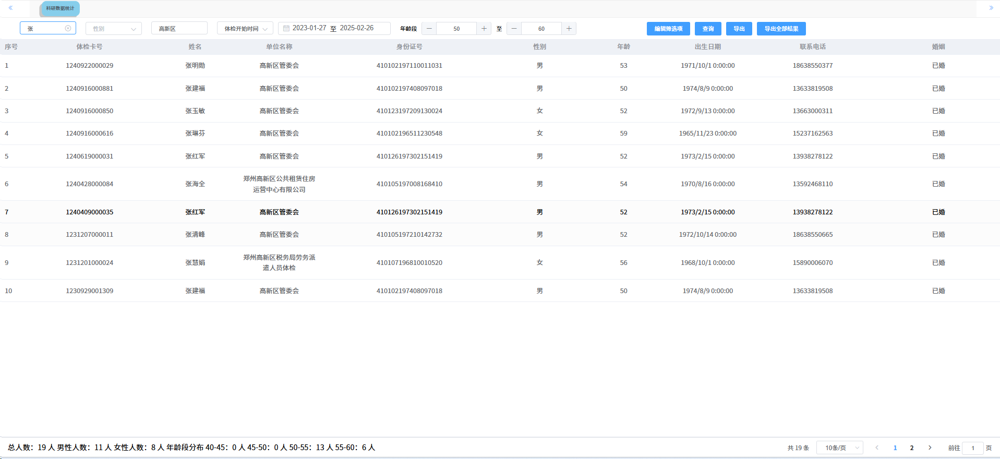 科研数据统计
张 性别 高新区 体检开始时间 2023-01-27 至 2025-02-26 年龄段 50 至 60 编辑筛选项 查询 导出 导出全部结果
序号 体检卡号 姓名 单位名称 身份证号 性别 年龄 出生日期 联系电话 婚姻
1 1240922000029 张明勋 高新区管委会 410102197110011031 男 53 1971/10/1 0:00:00 18638550377 已婚
2 1240916000881 张建福 高新区管委会 410102197408097018 男 50 1974/8/9 0:00:00 13633819508 已婚
3 1240916000850 张玉敏 高新区管委会 410123197209130024 女 52 1972/9/13 0:00:00 13663000311 已婚
4 1240916000616 张琳芬 高新区管委会 410102196511230548 女 59 1965/11/23 0:00:00 15237162563 已婚
5 1240619000031 张红军 高新区管委会 410126197302151419 男 52 1973/2/15 0:00:00 13938278122 已婚
6 1240428000084 张海全 郑州高新区公共租赁住房
运营中心有限公司 410105197008168410 男 54 1970/8/16 0:00:00 13592468110 已婚
7 1240409000035 张红军 高新区管委会 410126197302151419 男 52 1973/2/15 0:00:00 13938278122 已婚
8 1231207000011 张清峰 高新区管委会 410105197210142732 男 52 1972/10/14 0:00:00 18638550665 已婚
9 1231201000024 张慧娟 郑州高新区税务局劳务派
遣人员体检 410107196810010520 女 56 1968/10/1 0:00:00 15890006070 已婚
10 1230929001309 张建福 高新区管委会 410102197408097018 男 50 1974/8/9 0:00:00 13633819508 已婚
总人数：19 人 男性人数：11 人 女性人数：8 人 年龄段分布 40-45：0 人 45-50：0 人 50-55：13 人 55-60：6 人
共 19 条 10条/页 1 2 前往 1 页